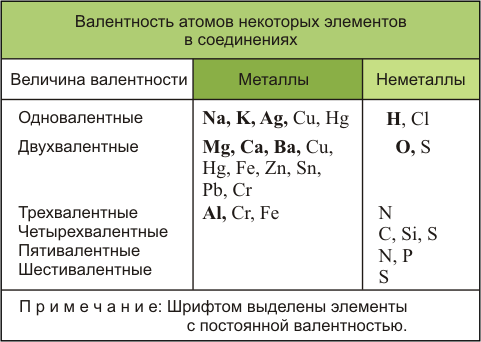 Валентность атомов некоторых элементов
в соединениях
Величина валентности Металлы Неметаллы
Одновалентные Na, K, Ag, Cu, Hg H, Cl
Двухвалентные Mg, Ca, Ba, Cu, O, S
Hg, Fe, Zn, Sn,
Pb, Cr
Трехвалентные Al, Cr, Fe N
Четырехвалентные C, Si, S
Пятивалентные N, P
Шестивалентные S
П р и м е ч а н и е: Шрифтом выделены элементы
с постоянной валентностью.